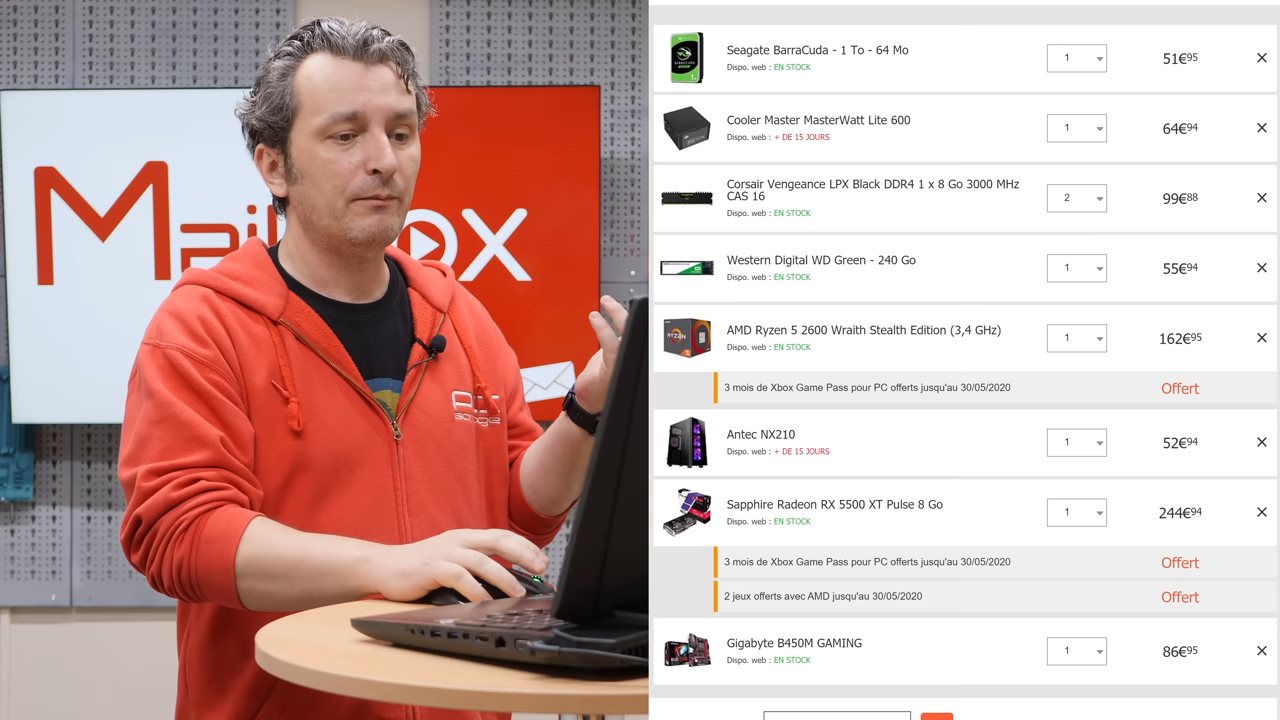 Mail
OX
Seagate BarraCuda - 1 To - 64 Mo
Dispo. web : EN STOCK
1
51€95
Cooler Master MasterWatt Lite 600
Dispo. web : + DE 15 JOURS
1
64€94
Corsair Vengeance LPX Black DDR4 1 x 8 Go 3000 MHz
CAS 16
Dispo. web : EN STOCK
2
99€88
Western Digital WD Green - 240 Go
Dispo. web : EN STOCK
1
55€94
AMD Ryzen 5 2600 Wraith Stealth Edition (3,4 GHz)
Dispo. web : EN STOCK
1
162€95
3 mois de Xbox Game Pass pour PC offerts jusqu'au 30/05/2020
Offert
Antec NX210
Dispo. web : + DE 15 JOURS
1
52€94
Sapphire Radeon RX 5500 XT Pulse 8 Go
Dispo. web : EN STOCK
1
244€94
3 mois de Xbox Game Pass pour PC offerts jusqu'au 30/05/2020
Offert
2 jeux offerts avec AMD jusqu'au 30/05/2020
Offert
Gigabyte B450M GAMING
Dispo. web : EN STOCK
1
86€95
RYZEN